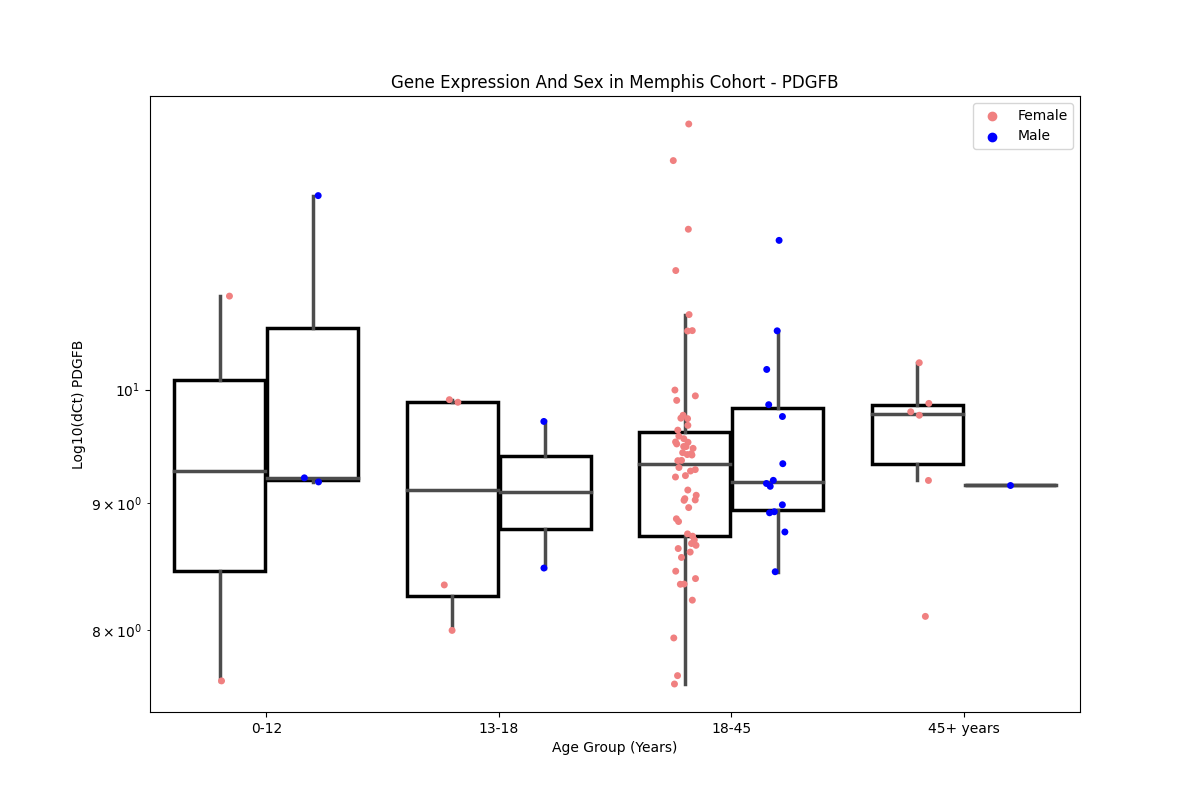 Gene Expression And Sex in Memphis Cohort - PDGFB
Female
Male
Log10(dCt) PDGFB
10¹
9 × 10⁰
8 × 10⁰
0-12
13-18
18-45
45+ years
Age Group (Years)